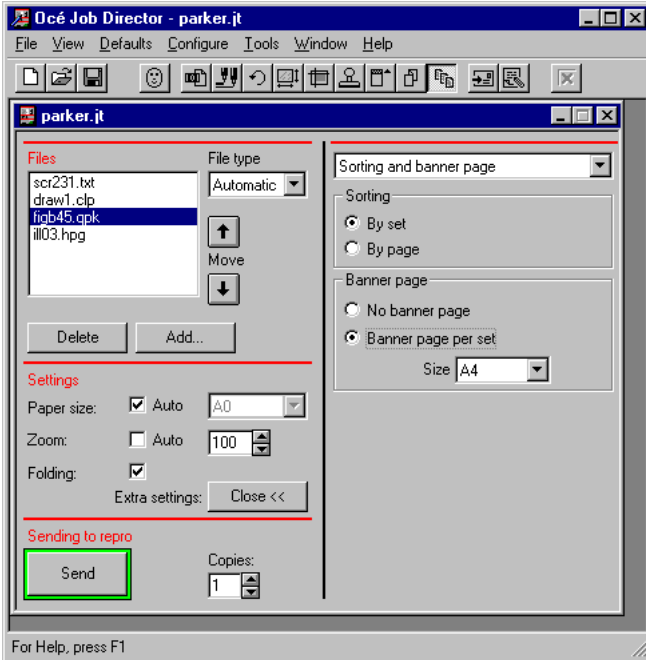 Océ Job Director - parker.jt
File View Defaults Configure Tools Window Help
parker.jt
Files
File type
scr231.txt
draw1.clp
figb45.qpk
ill03.hpg
Automatic
Move
Delete
Add...
Settings
Paper size:
Auto
A0
Zoom:
Auto
100
Folding:
Extra settings:
Close <<
Sending to repro
Send
Copies:
1
Sorting and banner page
Sorting
By set
By page
Banner page
No banner page
Banner page per set
Size
A4
For Help, press F1